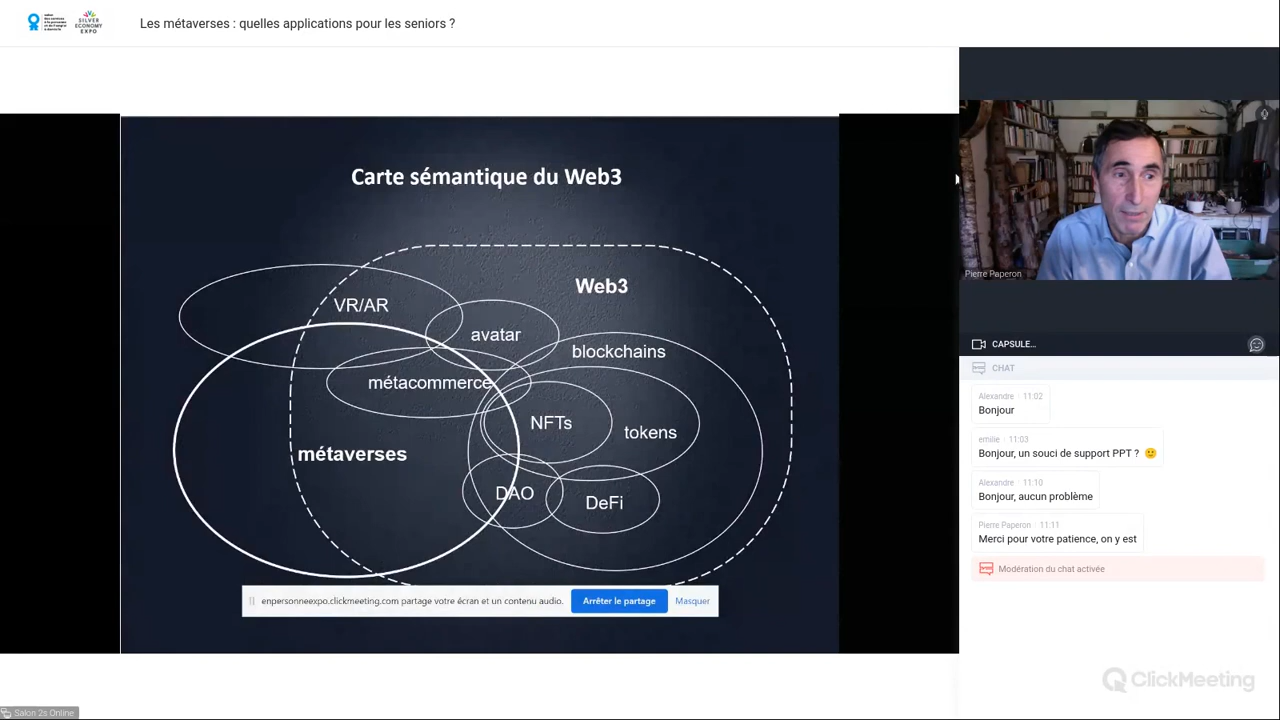 SILVER
ECONOMY
EXPO
Les métaverses : quelles applications pour les seniors ?
Carte sémantique du Web3
Web3
VR/AR
avatar
blockchains
métacommerce
NFTs
tokens
métaverses
DAO
DeFi
enpersonneexpo.clickmeeting.com partage votre écran et un contenu audio.
Arrêter le partage
Masquer
Salon 2s Online
Pierre Paperon
CAPSULE...
CHAT
Alexandre · 11:02
Bonjour
emilie · 11:03
Bonjour, un souci de support PPT ? 🙂
Alexandre · 11:10
Bonjour, aucun problème
Pierre Paperon · 11:11
Merci pour votre patience, on y est
Modération du chat activée
ClickMeeting